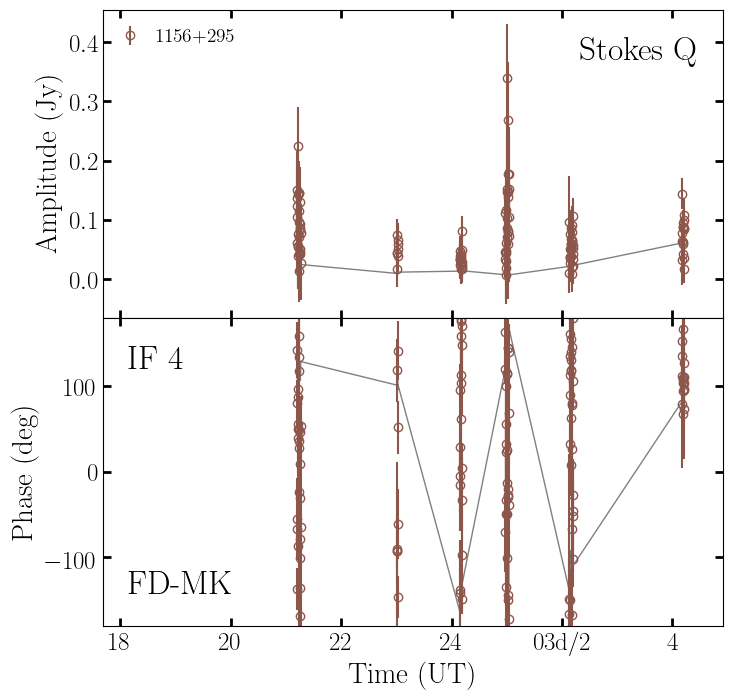 1156+295
Stokes Q
Amplitude (Jy)
0.4
0.3
0.2
0.1
0.0
IF 4
FD-MK
Phase (deg)
100
0
−100
18 20 22 24 03d/2 4
Time (UT)